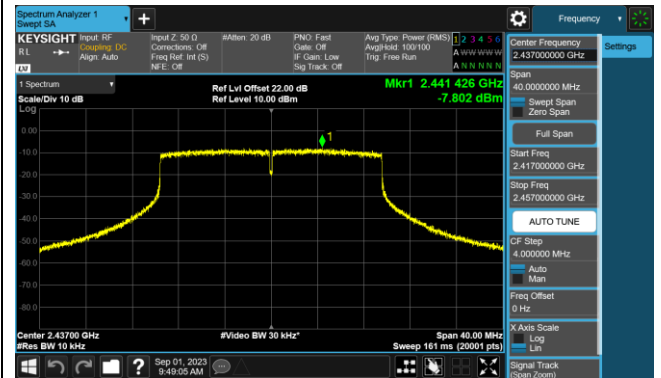 Spectrum Analyzer 1
Swept SA
Frequency
KEYSIGHT
RL
LXI
Input: RF
Coupling: DC
Align: Auto
Input Z: 50 Ω
Corrections: Off
Freq Ref: Int (S)
NFE: Off
#Atten: 20 dB
PNO: Fast
Gate: Off
IF Gain: Low
Sig Track: Off
Avg Type: Power (RMS)
Avg|Hold: 100/100
Trig: Free Run
1 2 3 4 5 6
A W W W W W
A N N N N N
1 Spectrum
Scale/Div 10 dB
Log
Ref Lvl Offset 22.00 dB
Ref Level 10.00 dBm
Mkr1 2.441 426 GHz
-7.802 dBm
1
0.00
-10.0
-20.0
-30.0
-40.0
-50.0
-60.0
-70.0
-80.0
Center 2.43700 GHz
#Res BW 10 kHz
#Video BW 30 kHz*
Span 40.00 MHz
Sweep 161 ms (20001 pts)
Sep 01, 2023
9:49:05 AM
Center Frequency
2.437000000 GHz
Span
40.0000000 MHz
Swept Span
Zero Span
Full Span
Start Freq
2.417000000 GHz
Stop Freq
2.457000000 GHz
AUTO TUNE
CF Step
4.000000 MHz
Auto
Man
Freq Offset
0 Hz
X Axis Scale
Log
Lin
Signal Track
(Span Zoom)
Settings